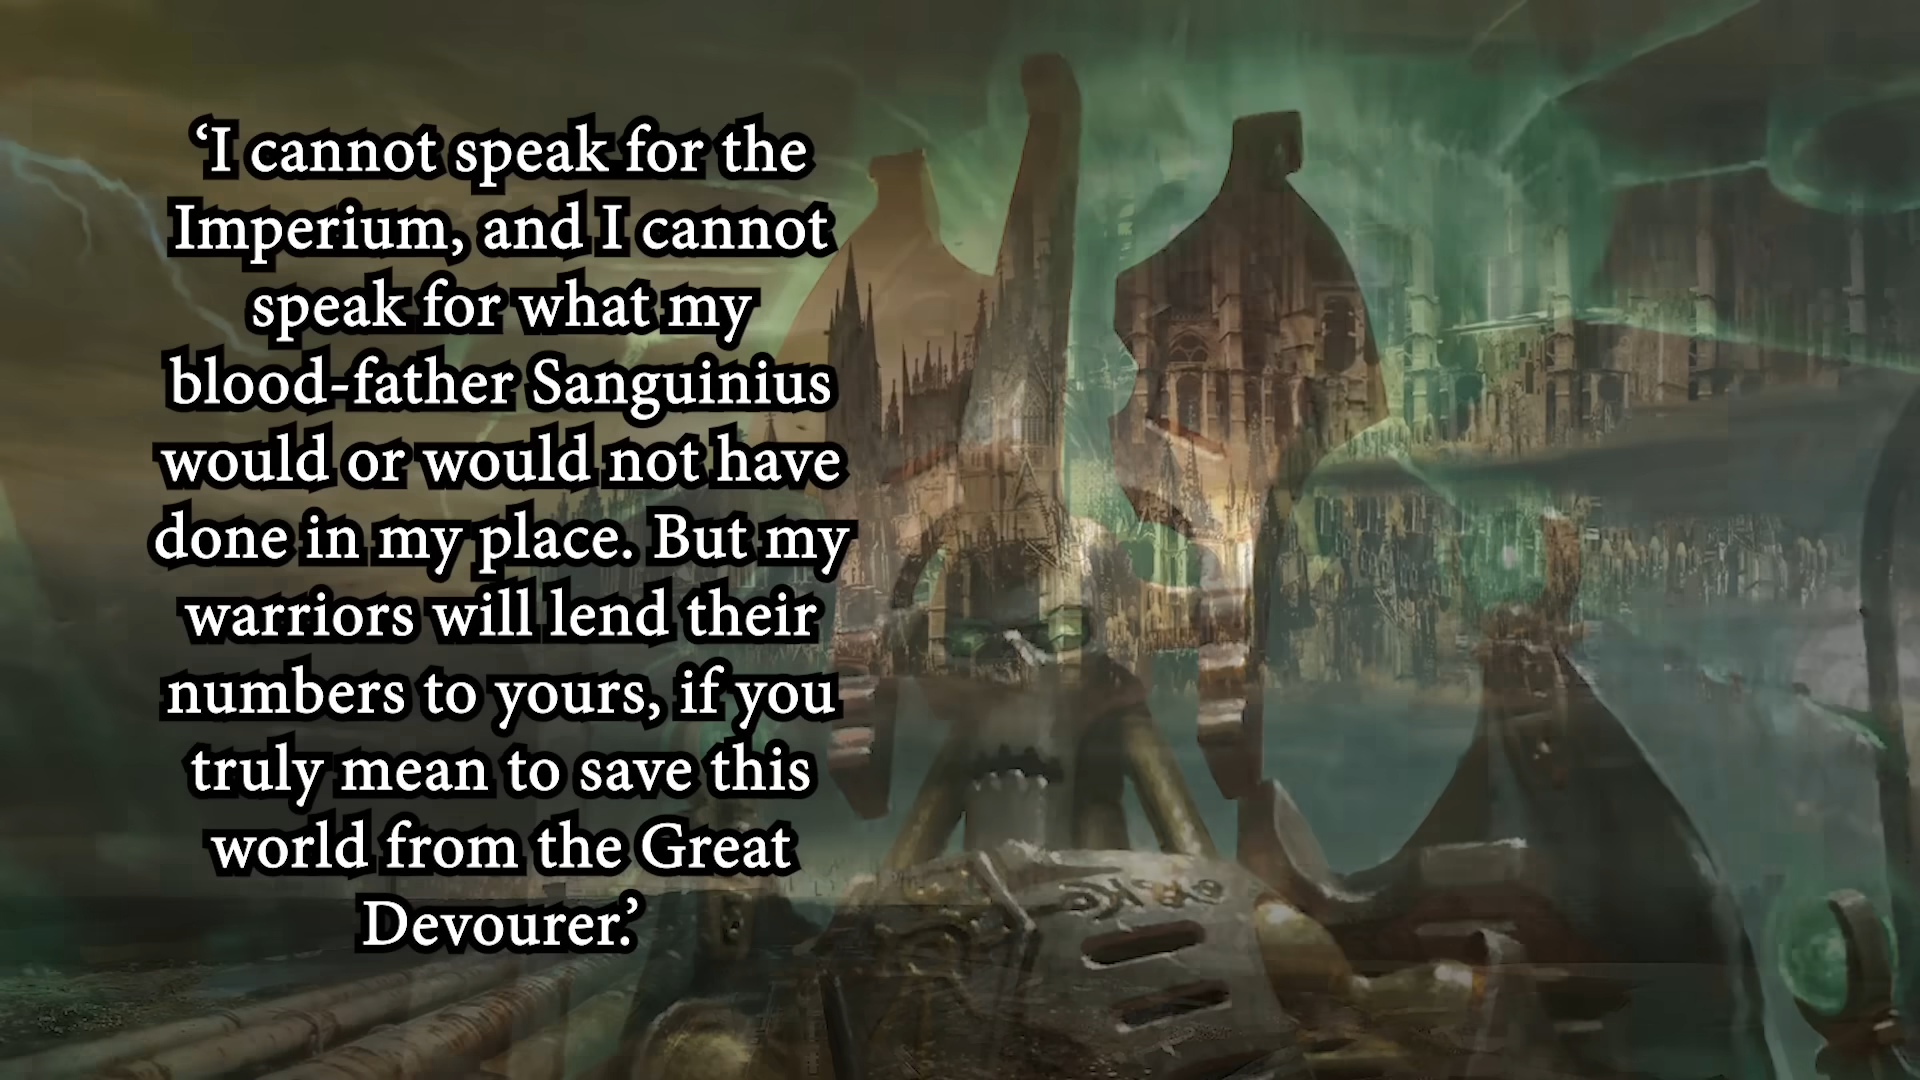 ‘I cannot speak for the
Imperium, and I cannot
speak for what my
blood-father Sanguinius
would or would not have
done in my place. But my
warriors will lend their
numbers to yours, if you
truly mean to save this
world from the Great
Devourer.’